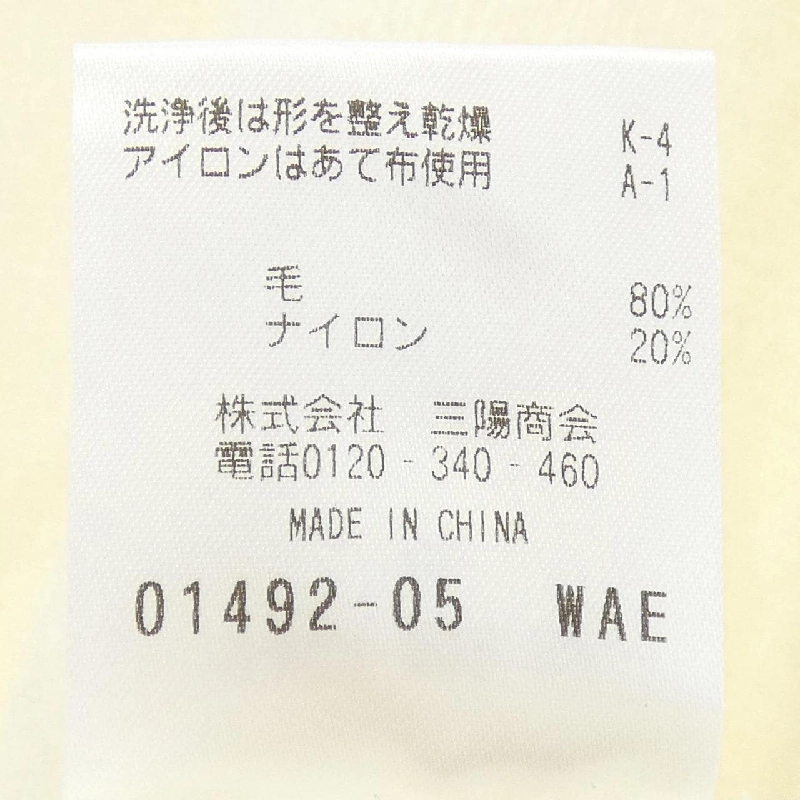 洗浄後は形を整え乾燥 K-4
アイロンはあて布使用 A-1
毛 80%
ナイロン 20%
株式会社 三陽商会
電話0120-340-460
MADE IN CHINA
01492-05 WAE